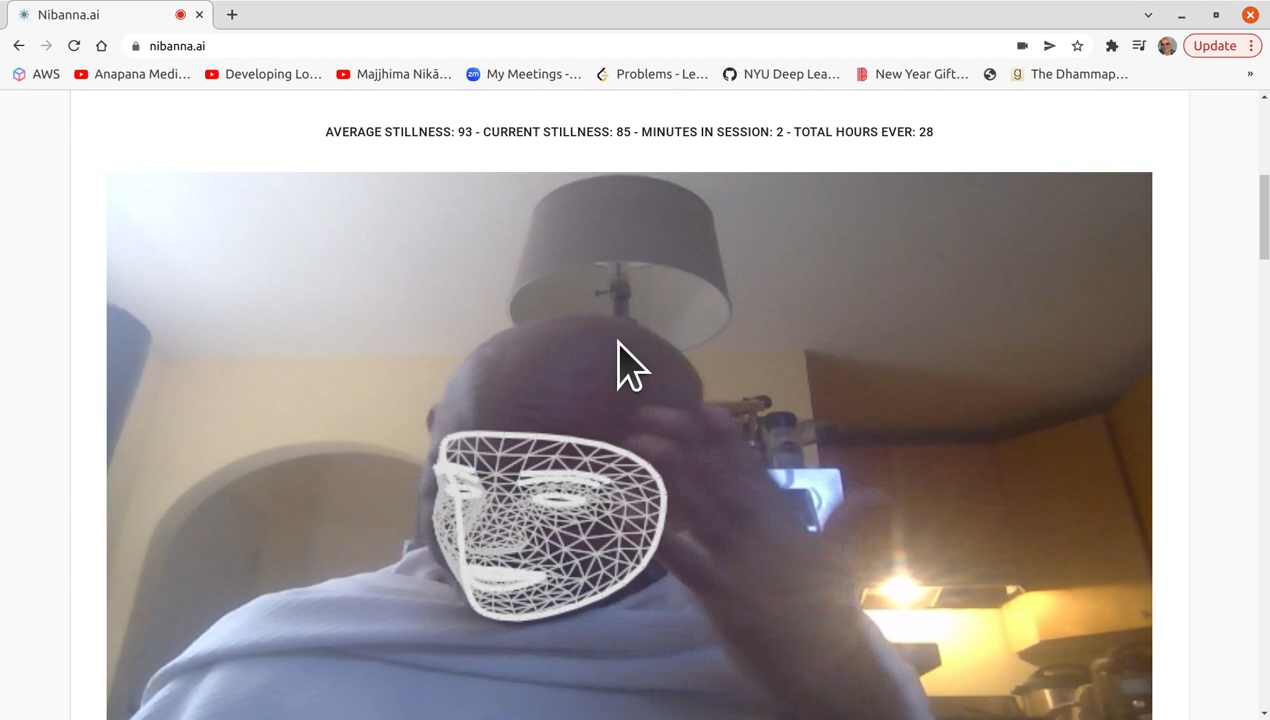 Nibanna.ai
nibanna.ai
Update
AWS Anapana Medi... Developing Lo... Majjhima Nikā... zm My Meetings -... Problems - Le... NYU Deep Lea... New Year Gift... g The Dhammap... »
AVERAGE STILLNESS: 93 - CURRENT STILLNESS: 85 - MINUTES IN SESSION: 2 - TOTAL HOURS EVER: 28